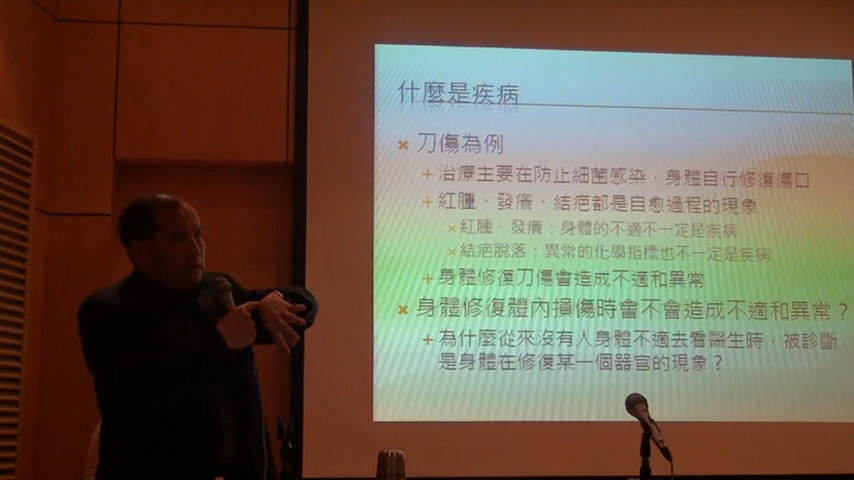 什麼是疾病
× 刀傷為例
+ 治療主要在防止細菌感染，身體自行修復傷口
+ 紅腫、發癢、結疤都是自愈過程的現象
× 紅腫、發癢：身體的不適不一定是疾病
× 結疤脫落：異常的化學指標也不一定是疾病
+ 身體修復刀傷會造成不適和異常
× 身體修復體內損傷時會不會造成不適和異常？
+ 為什麼從來沒有人身體不適去看醫生時，被診斷
是身體在修復某一個器官的現象？